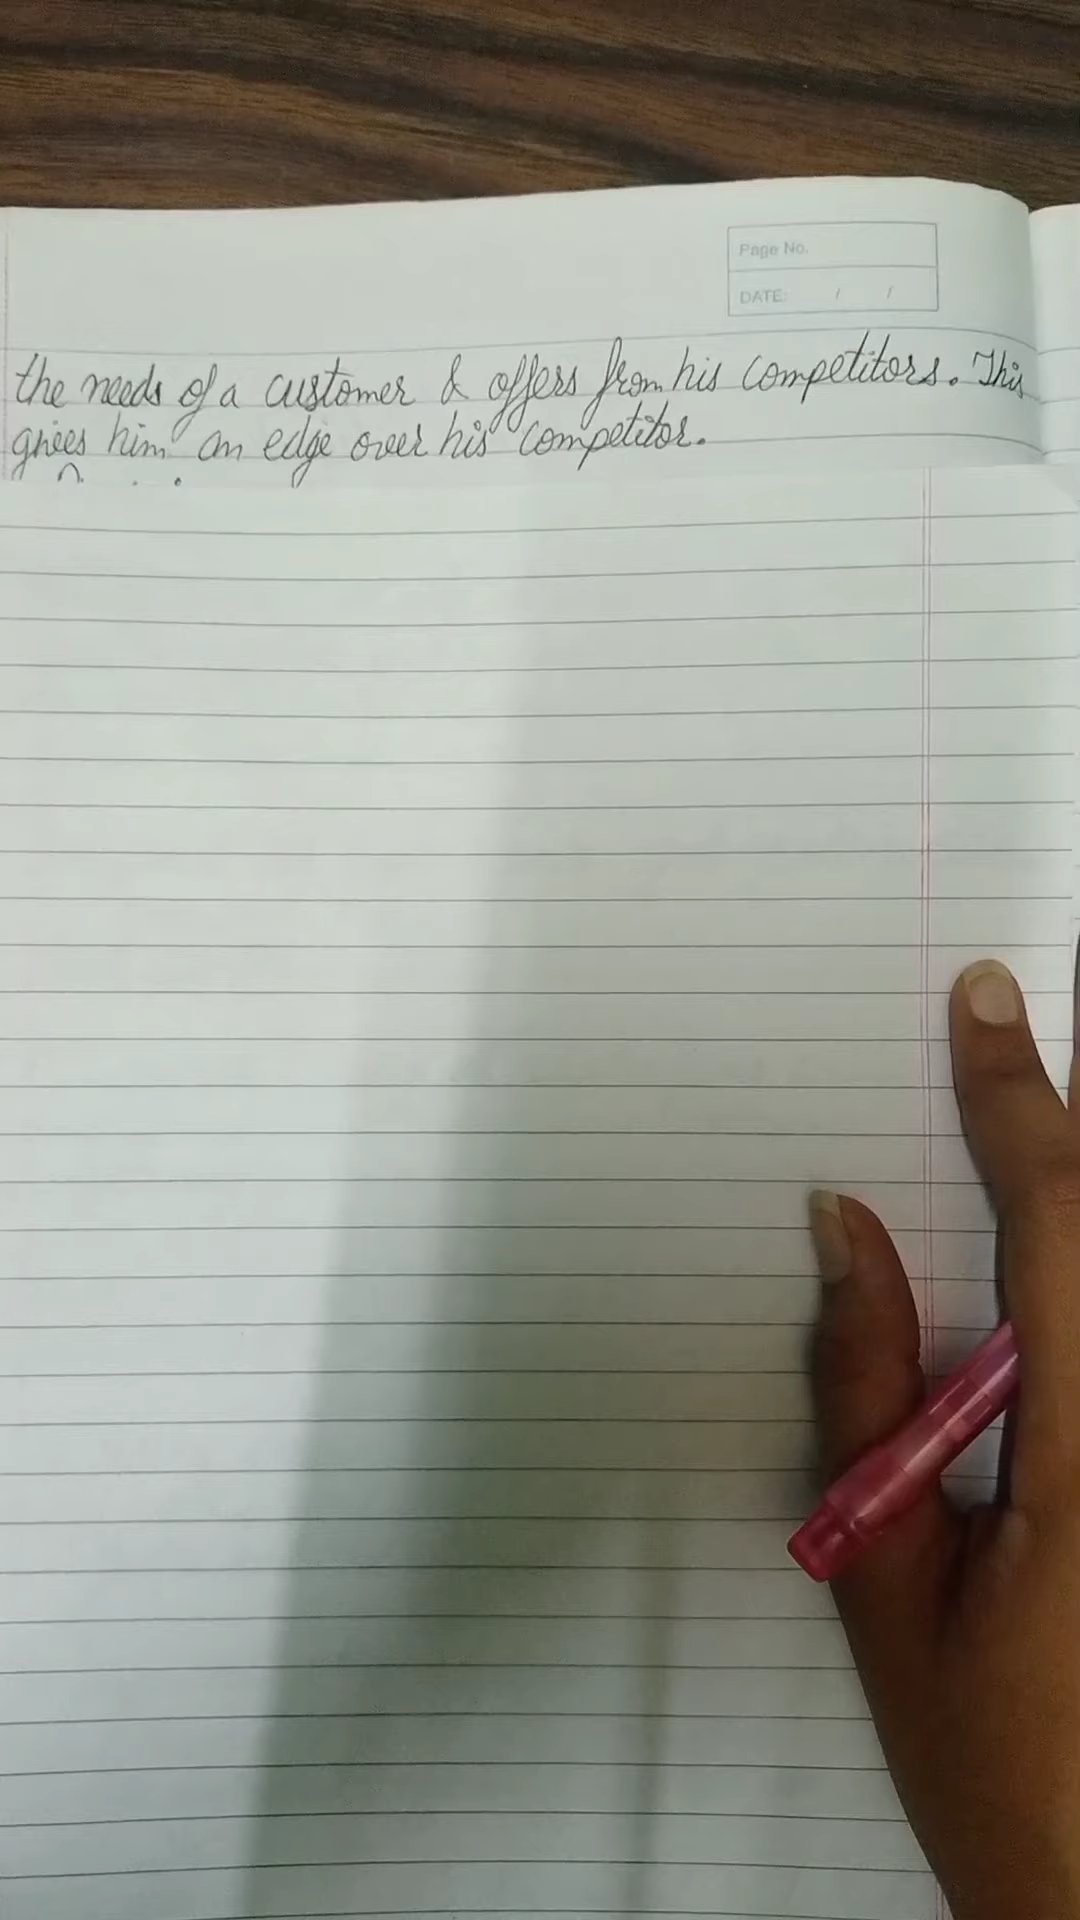 Page No.
DATE: / /
the needs of a customer & offers from his competitors. This
gives him an edge over his competitor.